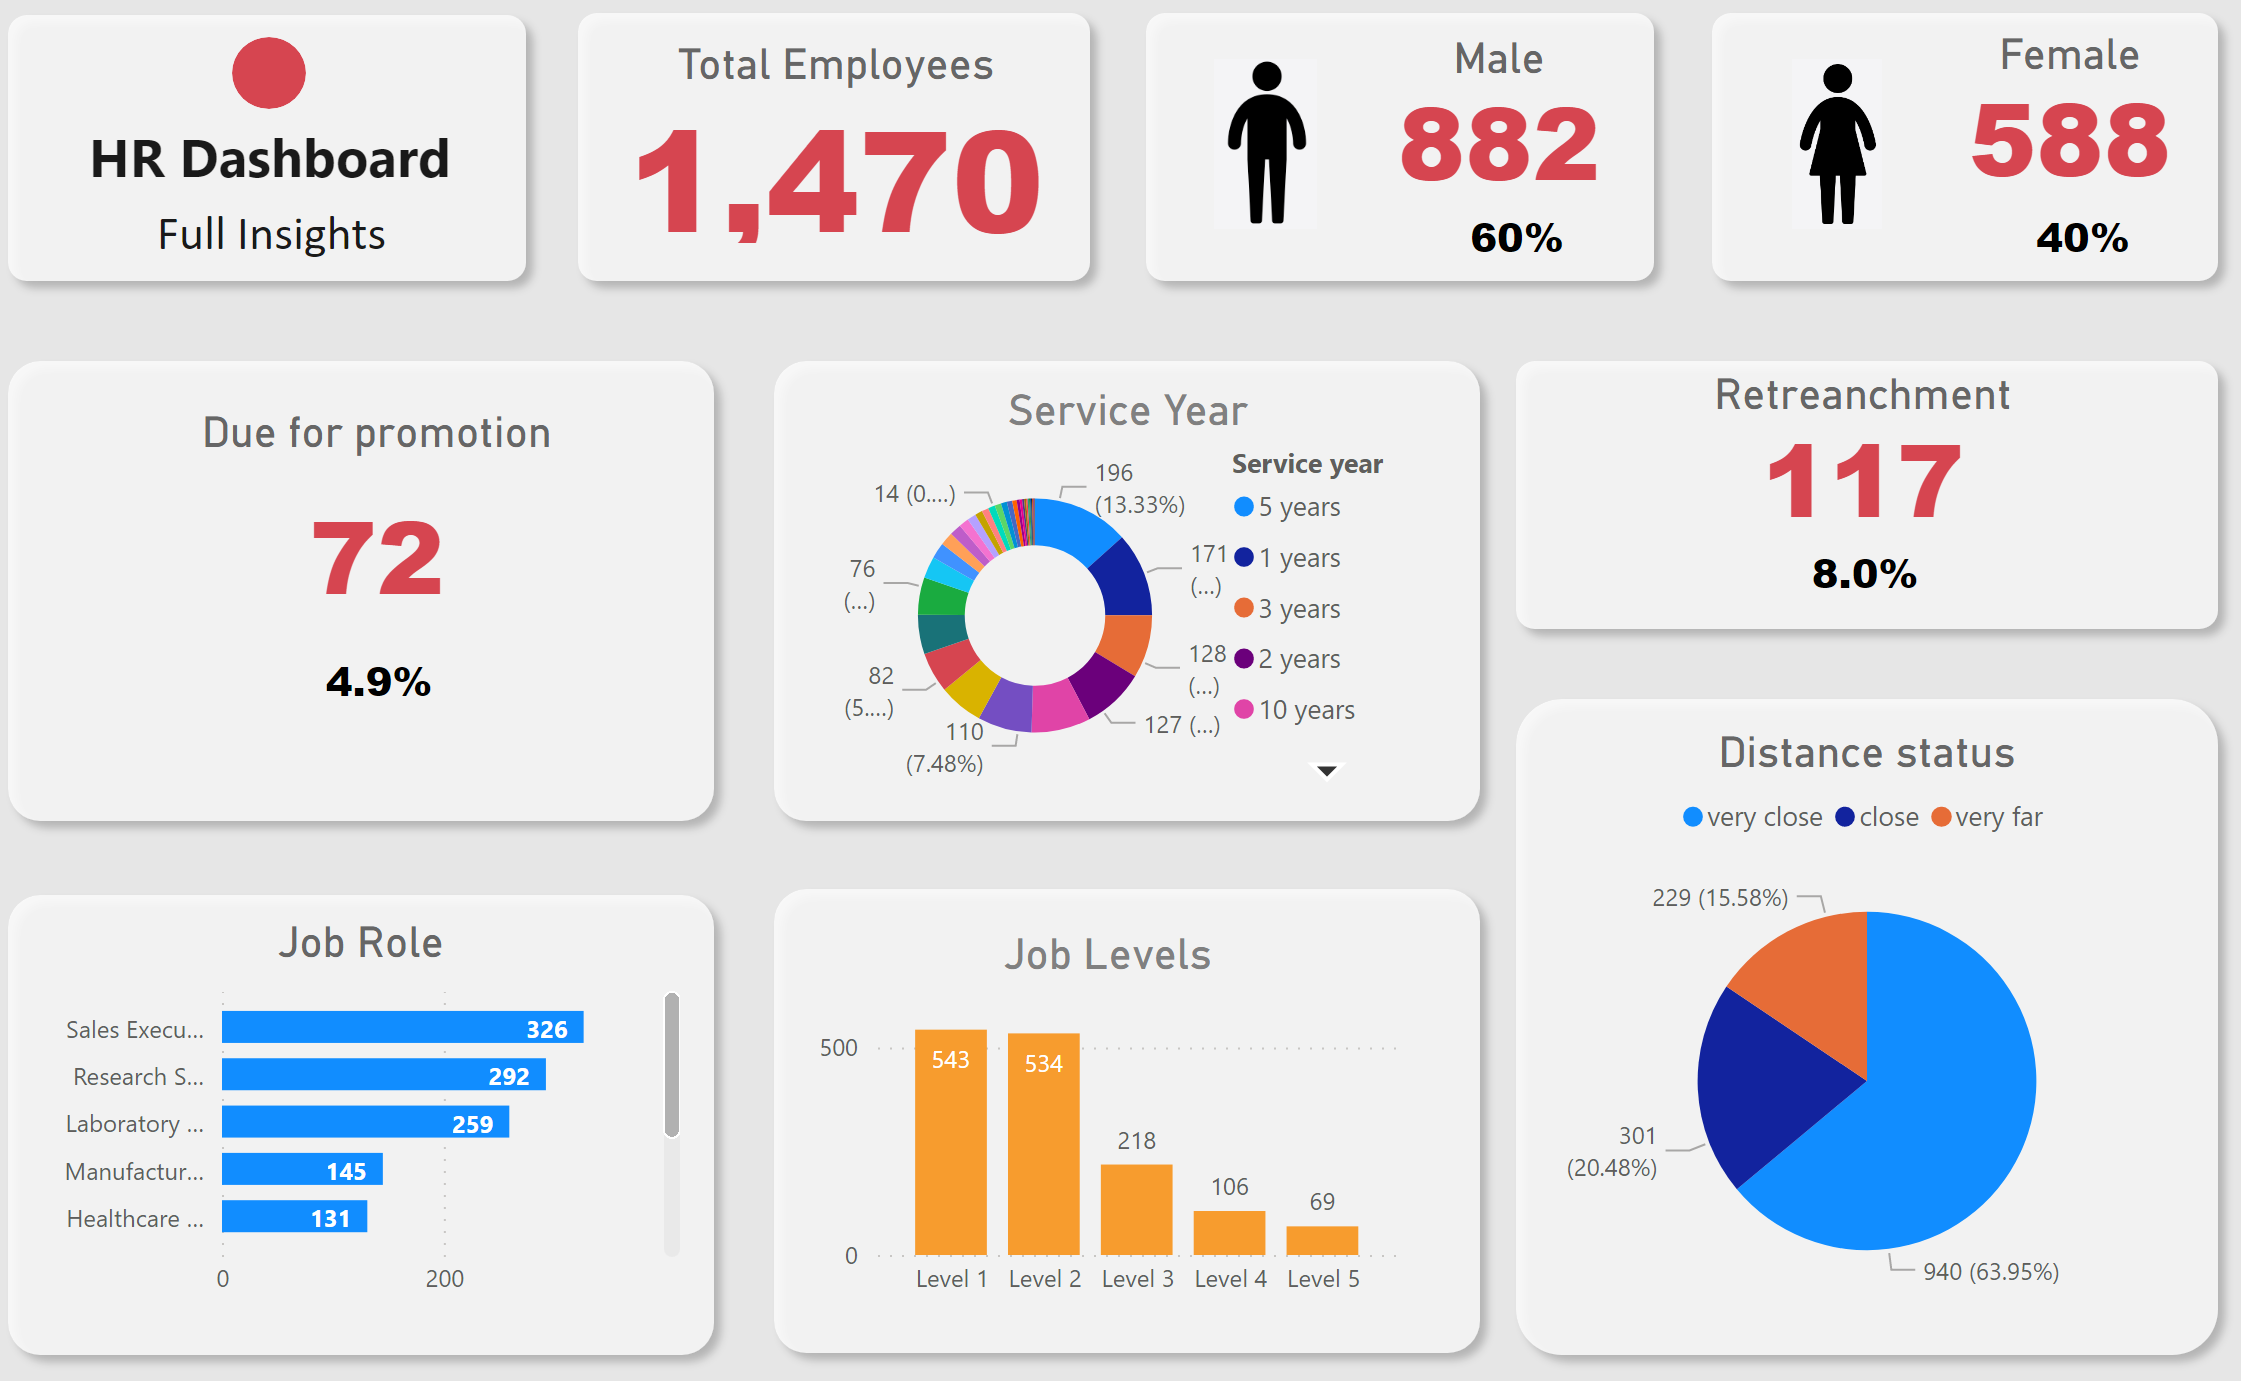 HR Dashboard
Full Insights
Total Employees
1,470
Male
882
60%
Female
588
40%
Due for promotion
72
4.9%
Service Year
196
(13.33%)
171
(...)
128
(...)
127 (...)
110
(7.48%)
82
(5....)
76
(...)
14 (0....)
Service year
5 years
1 years
3 years
2 years
10 years
Retreanchment
117
8.0%
Distance status
very close close very far
229 (15.58%)
301
(20.48%)
940 (63.95%)
Job Role
Sales Execu... 326
Research S... 292
Laboratory ... 259
Manufactur... 145
Healthcare ... 131
0 200
Job Levels
500
0
543
534
218
106
69
Level 1 Level 2 Level 3 Level 4 Level 5